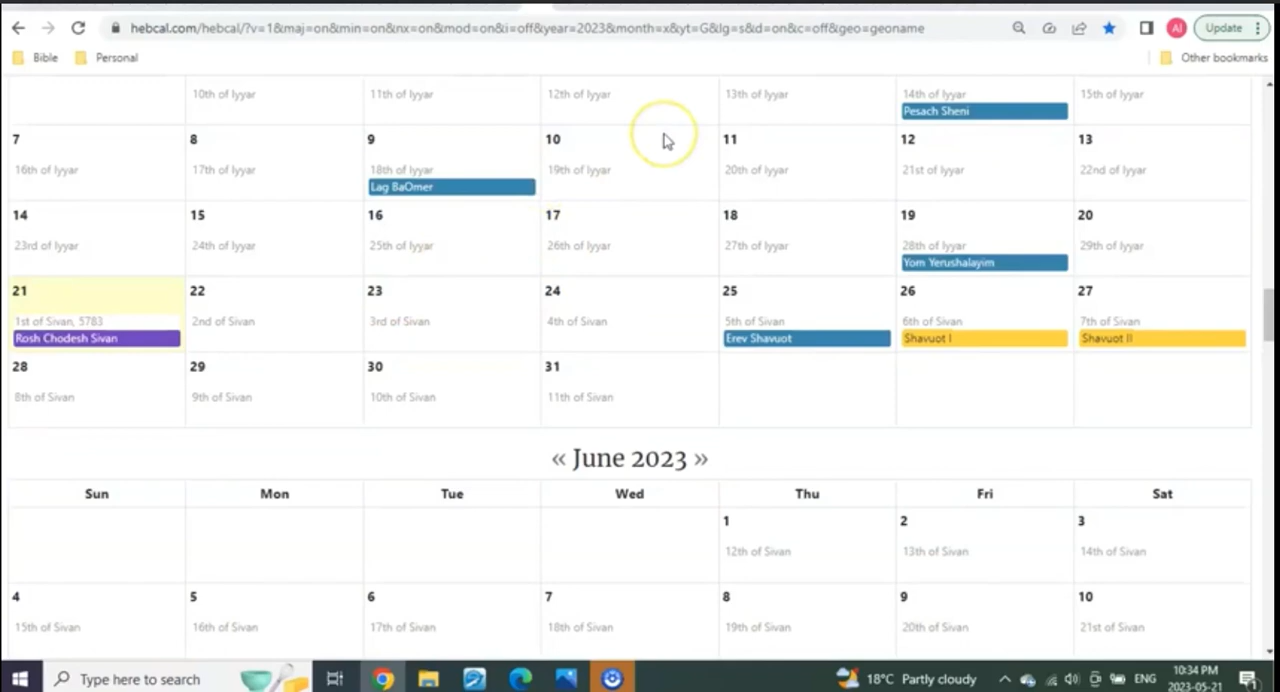 hebcal.com/hebcal/?v=1&maj=on&min=on&nx=on&mod=on&i=off&year=2023&month=x&yt=G&lg=s&d=on&c=off&geo=geoname
AI
Update
Bible
Personal
Other bookmarks
10th of Iyyar
11th of Iyyar
12th of Iyyar
13th of Iyyar
14th of Iyyar
15th of Iyyar
Pesach Sheni
7
8
9
10
11
12
13
16th of Iyyar
17th of Iyyar
18th of Iyyar
19th of Iyyar
20th of Iyyar
21st of Iyyar
22nd of Iyyar
Lag BaOmer
14
15
16
17
18
19
20
23rd of Iyyar
24th of Iyyar
25th of Iyyar
26th of Iyyar
27th of Iyyar
28th of Iyyar
29th of Iyyar
Yom Yerushalayim
21
22
23
24
25
26
27
1st of Sivan, 5783
2nd of Sivan
3rd of Sivan
4th of Sivan
5th of Sivan
6th of Sivan
7th of Sivan
Rosh Chodesh Sivan
Erev Shavuot
Shavuot I
Shavuot II
28
29
30
31
8th of Sivan
9th of Sivan
10th of Sivan
11th of Sivan
« June 2023 »
Sun
Mon
Tue
Wed
Thu
Fri
Sat
1
2
3
12th of Sivan
13th of Sivan
14th of Sivan
4
5
6
7
8
9
10
15th of Sivan
16th of Sivan
17th of Sivan
18th of Sivan
19th of Sivan
20th of Sivan
21st of Sivan
Type here to search
18°C Partly cloudy
ENG
10:34 PM
2023-05-21